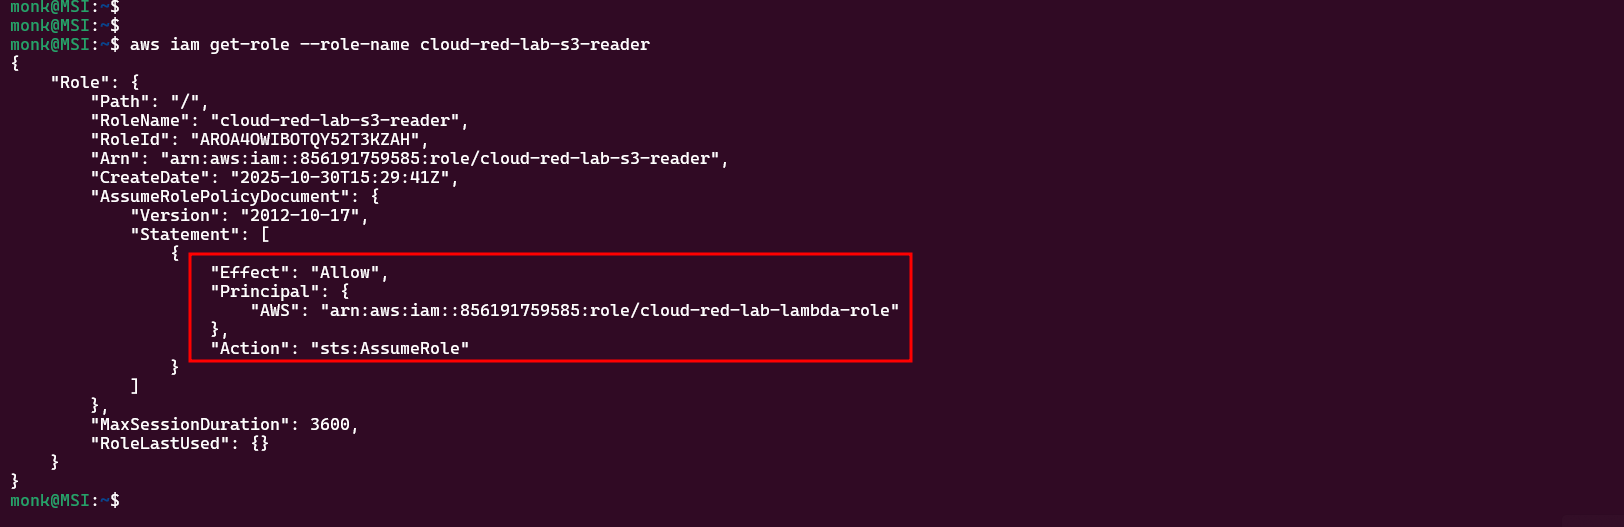 monk@MSI:~$
monk@MSI:~$
monk@MSI:~$ aws iam get-role --role-name cloud-red-lab-s3-reader
{
    "Role": {
        "Path": "/",
        "RoleName": "cloud-red-lab-s3-reader",
        "RoleId": "AROA4OWIBOTQY52T3KZAH",
        "Arn": "arn:aws:iam::856191759585:role/cloud-red-lab-s3-reader",
        "CreateDate": "2025-10-30T15:29:41Z",
        "AssumeRolePolicyDocument": {
            "Version": "2012-10-17",
            "Statement": [
                {
                    "Effect": "Allow",
                    "Principal": {
                        "AWS": "arn:aws:iam::856191759585:role/cloud-red-lab-lambda-role"
                    },
                    "Action": "sts:AssumeRole"
                }
            ]
        },
        "MaxSessionDuration": 3600,
        "RoleLastUsed": {}
    }
}
monk@MSI:~$